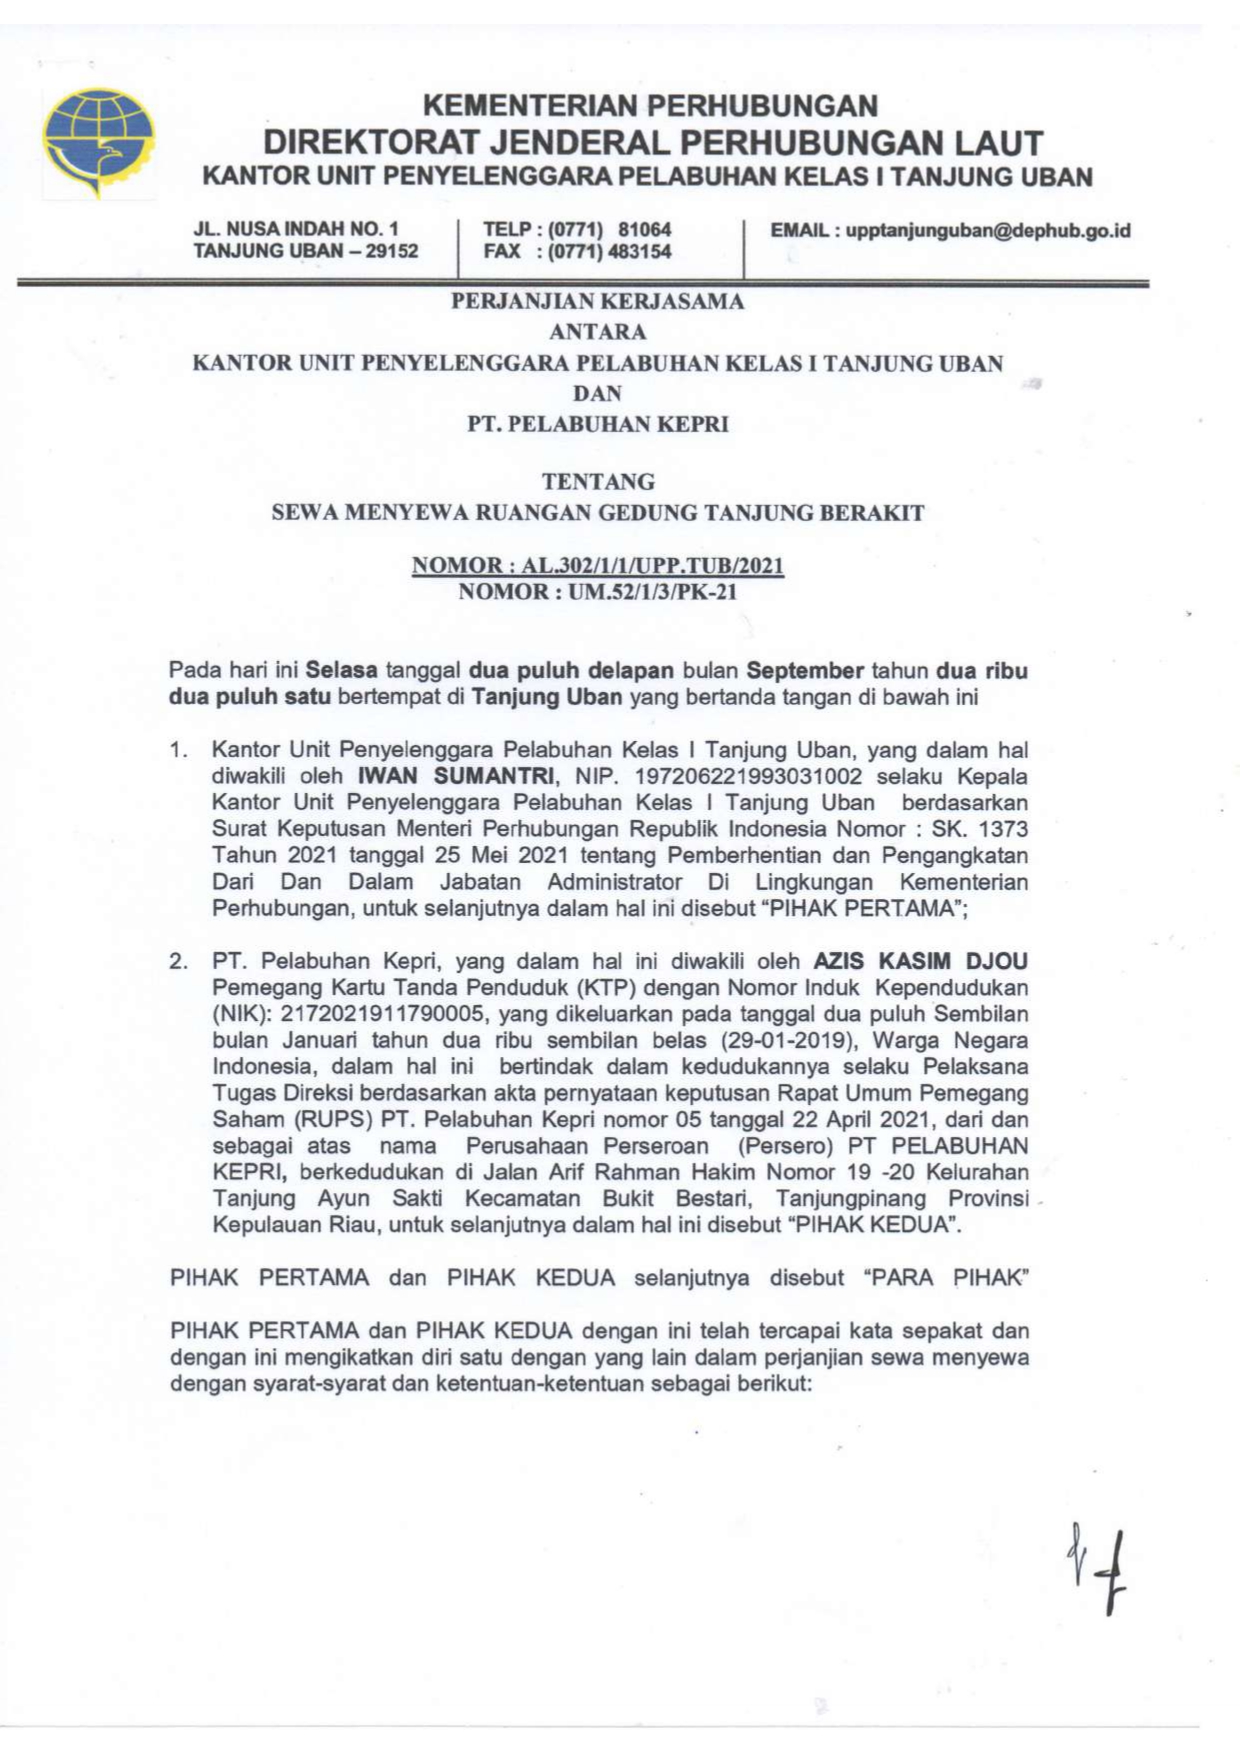 KEMENTERIAN PERHUBUNGAN
DIREKTORAT JENDERAL PERHUBUNGAN LAUT
KANTOR UNIT PENYELENGGARA PELABUHAN KELAS I TANJUNG UBAN
JL. NUSA INDAH NO. 1
TANJUNG UBAN – 29152
TELP : (0771) 81064
FAX : (0771) 483154
EMAIL : upptanjunguban@dephub.go.id
PERJANJIAN KERJASAMA
ANTARA
KANTOR UNIT PENYELENGGARA PELABUHAN KELAS I TANJUNG UBAN
DAN
PT. PELABUHAN KEPRI
TENTANG
SEWA MENYEWA RUANGAN GEDUNG TANJUNG BERAKIT
NOMOR : AL.302/1/1/UPP.TUB/2021
NOMOR : UM.52/1/3/PK-21
Pada hari ini Selasa tanggal dua puluh delapan bulan September tahun dua ribu
dua puluh satu bertempat di Tanjung Uban yang bertanda tangan di bawah ini
1. Kantor Unit Penyelenggara Pelabuhan Kelas I Tanjung Uban, yang dalam hal
diwakili oleh IWAN SUMANTRI, NIP. 197206221993031002 selaku Kepala
Kantor Unit Penyelenggara Pelabuhan Kelas I Tanjung Uban berdasarkan
Surat Keputusan Menteri Perhubungan Republik Indonesia Nomor : SK. 1373
Tahun 2021 tanggal 25 Mei 2021 tentang Pemberhentian dan Pengangkatan
Dari Dan Dalam Jabatan Administrator Di Lingkungan Kementerian
Perhubungan, untuk selanjutnya dalam hal ini disebut “PIHAK PERTAMA”;
2. PT. Pelabuhan Kepri, yang dalam hal ini diwakili oleh AZIS KASIM DJOU
Pemegang Kartu Tanda Penduduk (KTP) dengan Nomor Induk Kependudukan
(NIK): 2172021911790005, yang dikeluarkan pada tanggal dua puluh Sembilan
bulan Januari tahun dua ribu sembilan belas (29-01-2019), Warga Negara
Indonesia, dalam hal ini bertindak dalam kedudukannya selaku Pelaksana
Tugas Direksi berdasarkan akta pernyataan keputusan Rapat Umum Pemegang
Saham (RUPS) PT. Pelabuhan Kepri nomor 05 tanggal 22 April 2021, dari dan
sebagai atas nama Perusahaan Perseroan (Persero) PT PELABUHAN
KEPRI, berkedudukan di Jalan Arif Rahman Hakim Nomor 19 -20 Kelurahan
Tanjung Ayun Sakti Kecamatan Bukit Bestari, Tanjungpinang Provinsi
Kepulauan Riau, untuk selanjutnya dalam hal ini disebut “PIHAK KEDUA”.
PIHAK PERTAMA dan PIHAK KEDUA selanjutnya disebut “PARA PIHAK”
PIHAK PERTAMA dan PIHAK KEDUA dengan ini telah tercapai kata sepakat dan
dengan ini mengikatkan diri satu dengan yang lain dalam perjanjian sewa menyewa
dengan syarat-syarat dan ketentuan-ketentuan sebagai berikut: